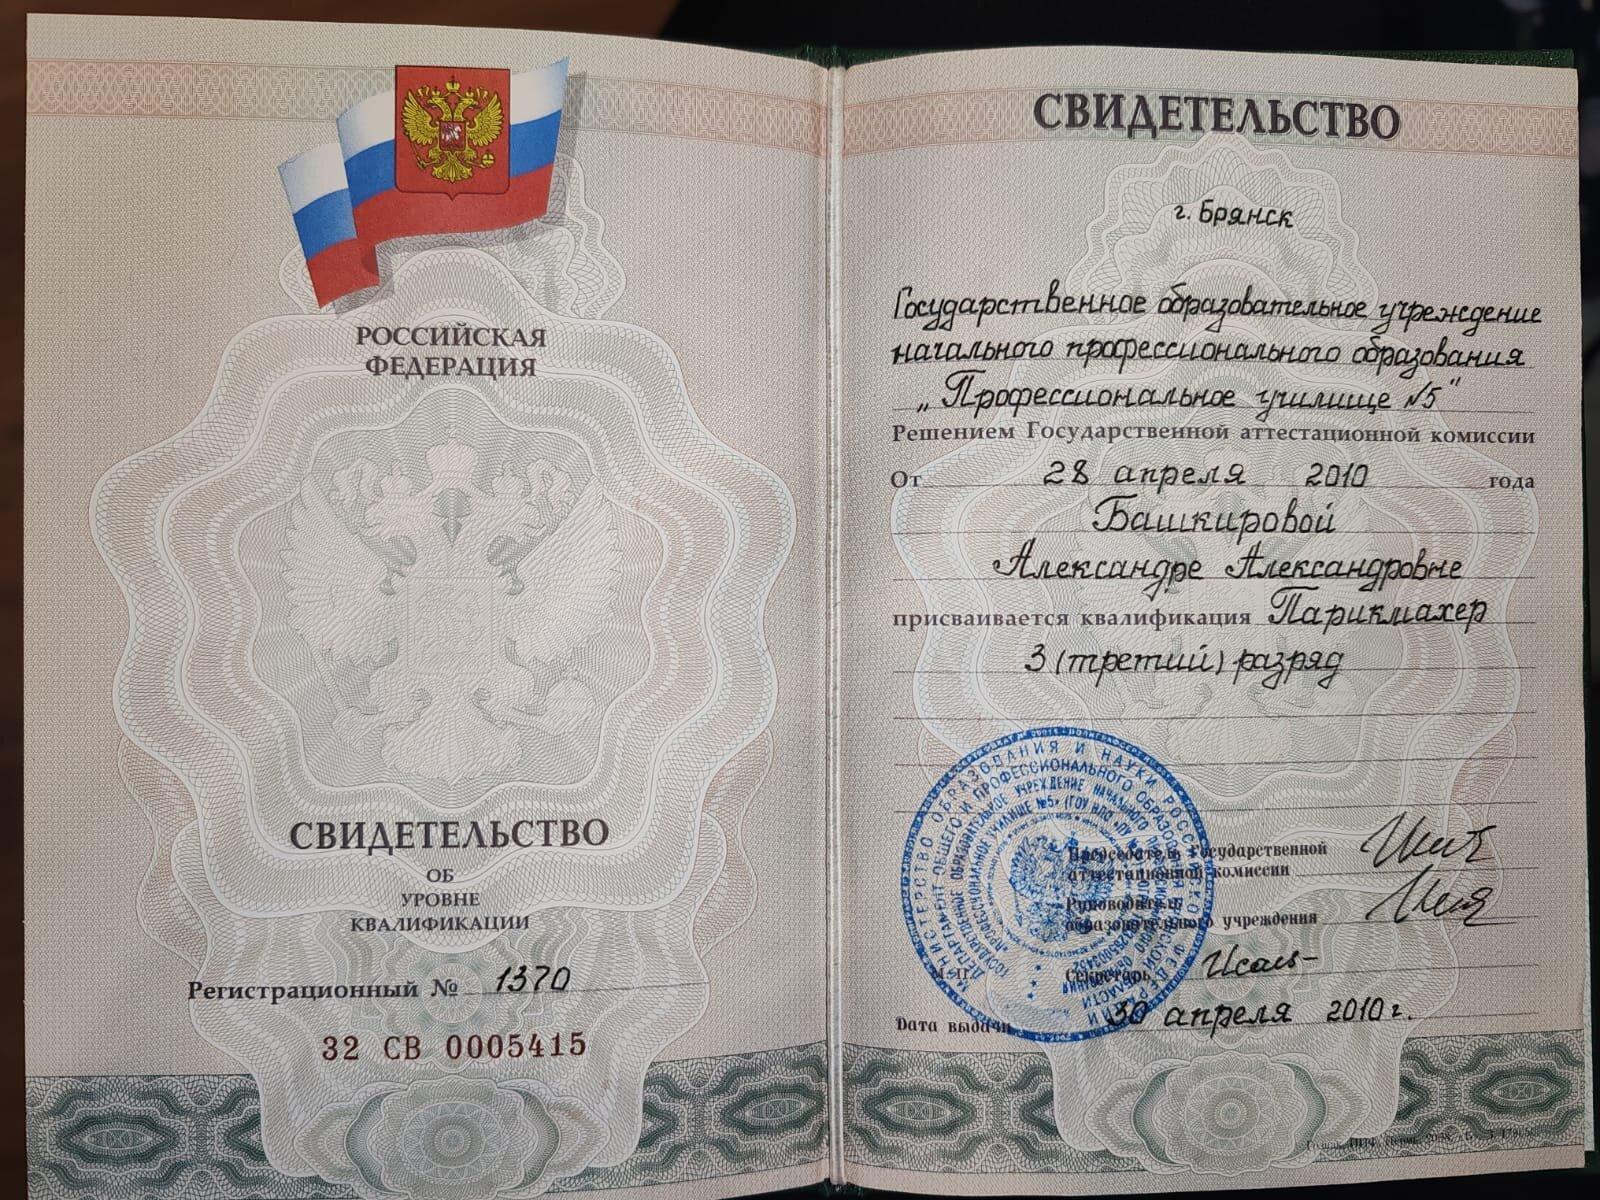 РОССИЙСКАЯ
ФЕДЕРАЦИЯ
СВИДЕТЕЛЬСТВО
ОБ
УРОВНЕ
КВАЛИФИКАЦИИ
Регистрационный № 1370
32 СВ 0005415
СВИДЕТЕЛЬСТВО
г. Брянск
Государственное образовательное учреждение
начального профессионального образования
„Профессиональное училище №5"
Решением Государственной аттестационной комиссии
От 28 апреля 2010 года
Башкировой
Александре Александровне
присваивается квалификация Парикмахер
3 (третий) разряд
Председатель Государственной
аттестационной комиссии
Руководитель
образовательного учреждения
М.П.
Секретарь
Дата выдачи 30 апреля 2010 г.